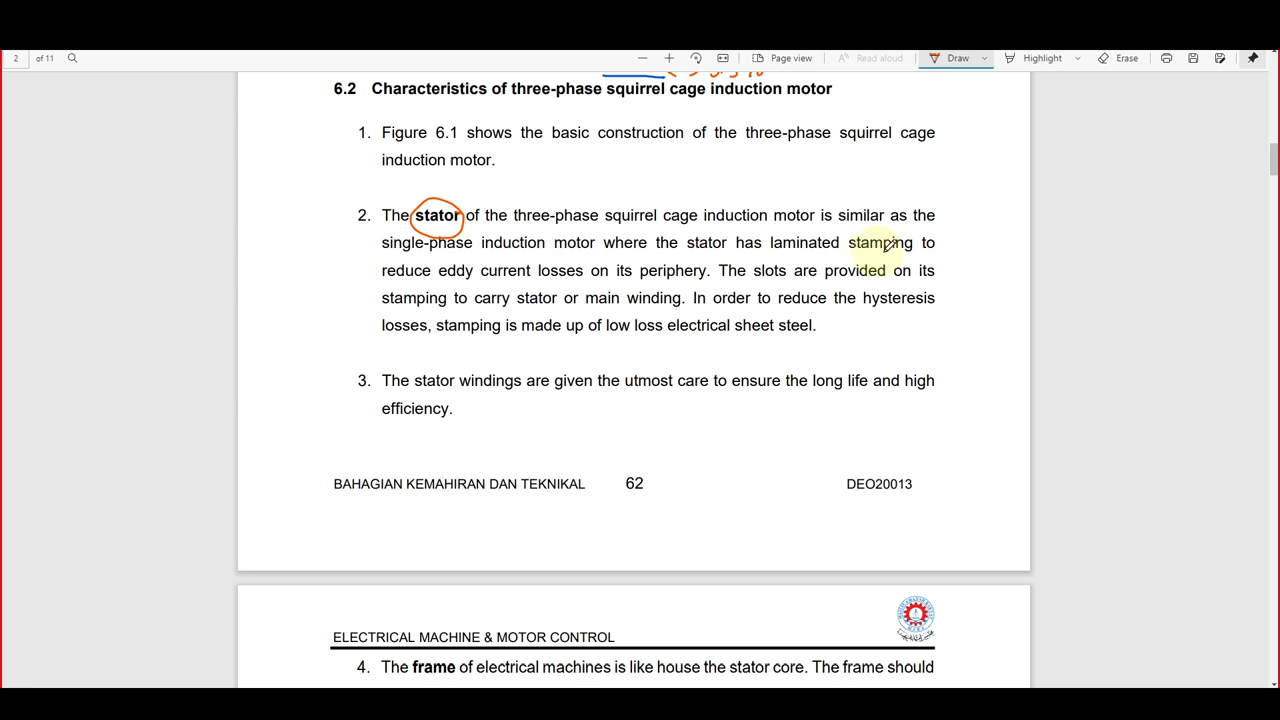 2 of 11 Page view Read aloud Draw Highlight Erase
6.2 Characteristics of three-phase squirrel cage induction motor
1. Figure 6.1 shows the basic construction of the three-phase squirrel cage
induction motor.
2. The stator of the three-phase squirrel cage induction motor is similar as the
single-phase induction motor where the stator has laminated stamping to
reduce eddy current losses on its periphery. The slots are provided on its
stamping to carry stator or main winding. In order to reduce the hysteresis
losses, stamping is made up of low loss electrical sheet steel.
3. The stator windings are given the utmost care to ensure the long life and high
efficiency.
BAHAGIAN KEMAHIRAN DAN TEKNIKAL 62 DEO20013
ELECTRICAL MACHINE & MOTOR CONTROL
4. The frame of electrical machines is like house the stator core. The frame should